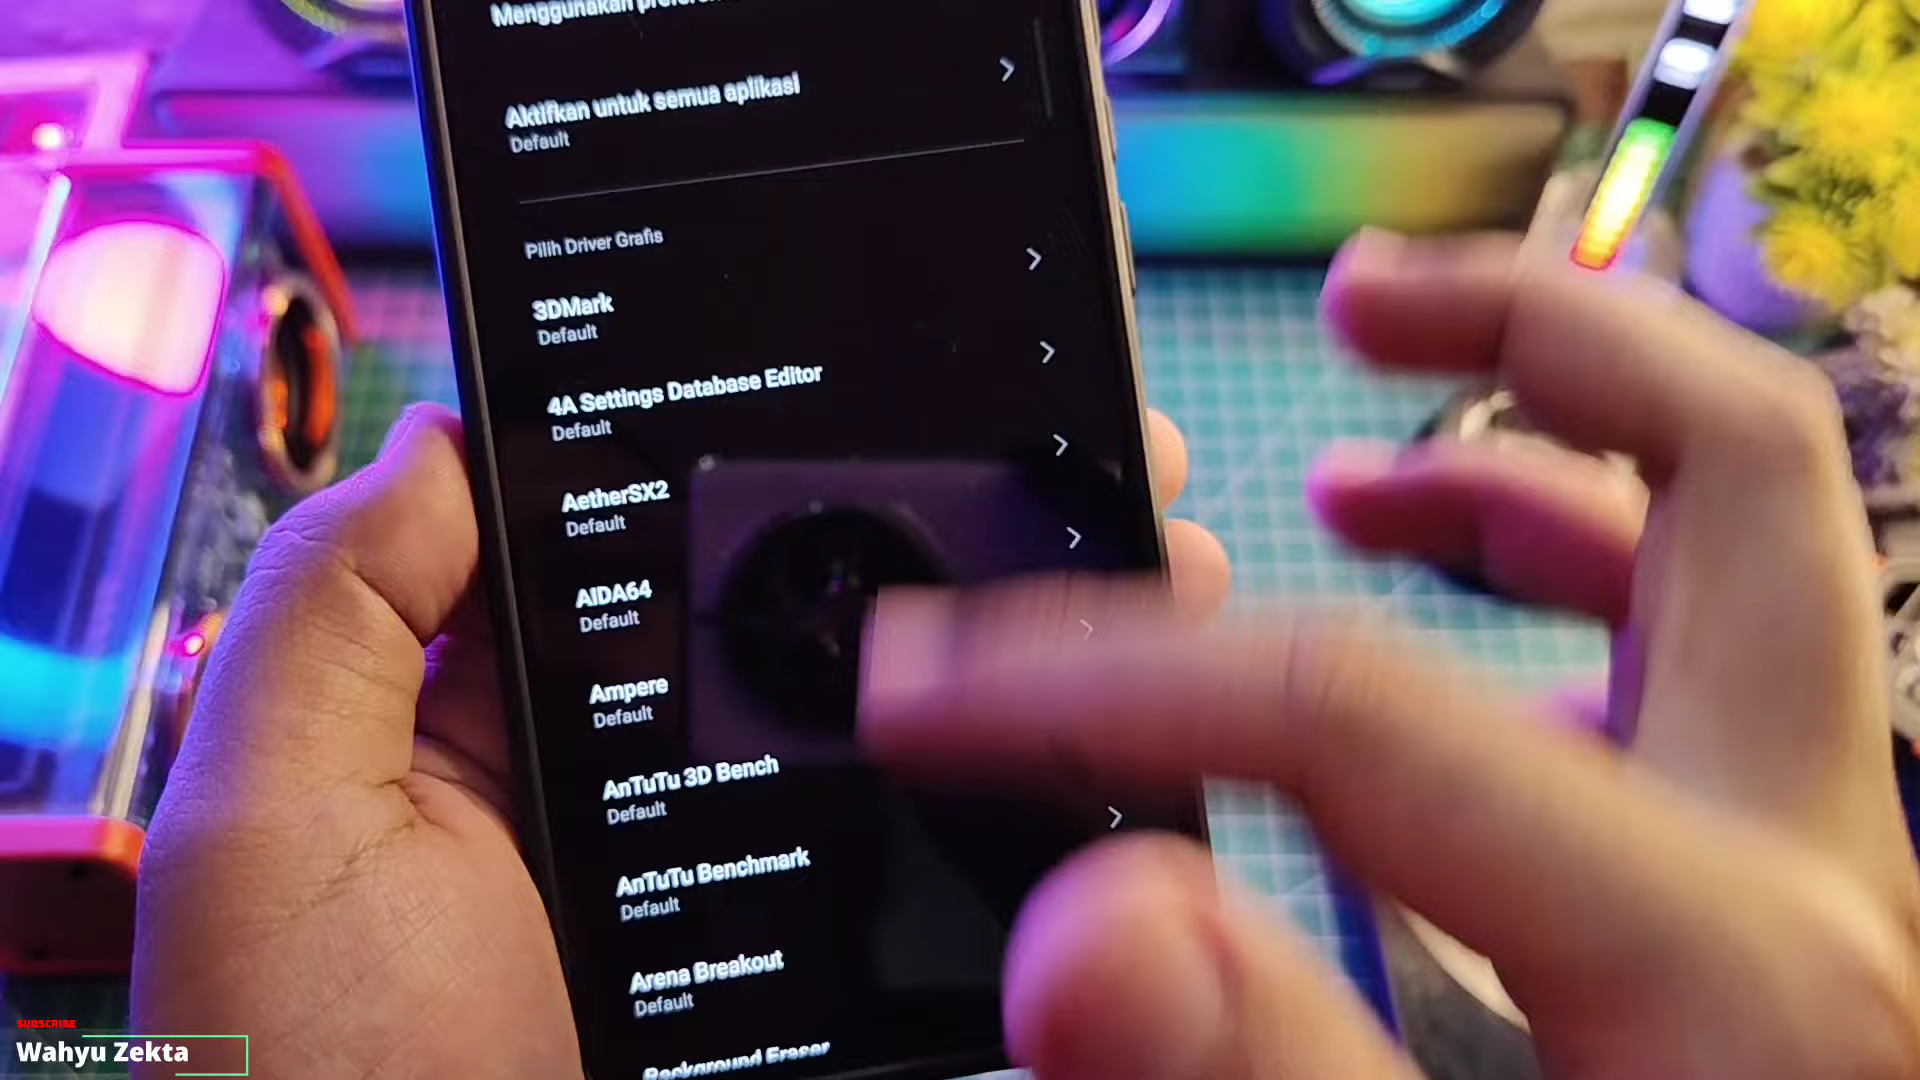 Menggunakan
Aktifkan untuk semua aplikasi
Default
Pilih Driver Grafis
3DMark
Default
4A Settings Database Editor
Default
AetherSX2
Default
AIDA64
Default
Ampere
Default
AnTuTu 3D Bench
Default
AnTuTu Benchmark
Default
Arena Breakout
Default
Background Eraser
SUBSCRIBE
Wahyu Zekta